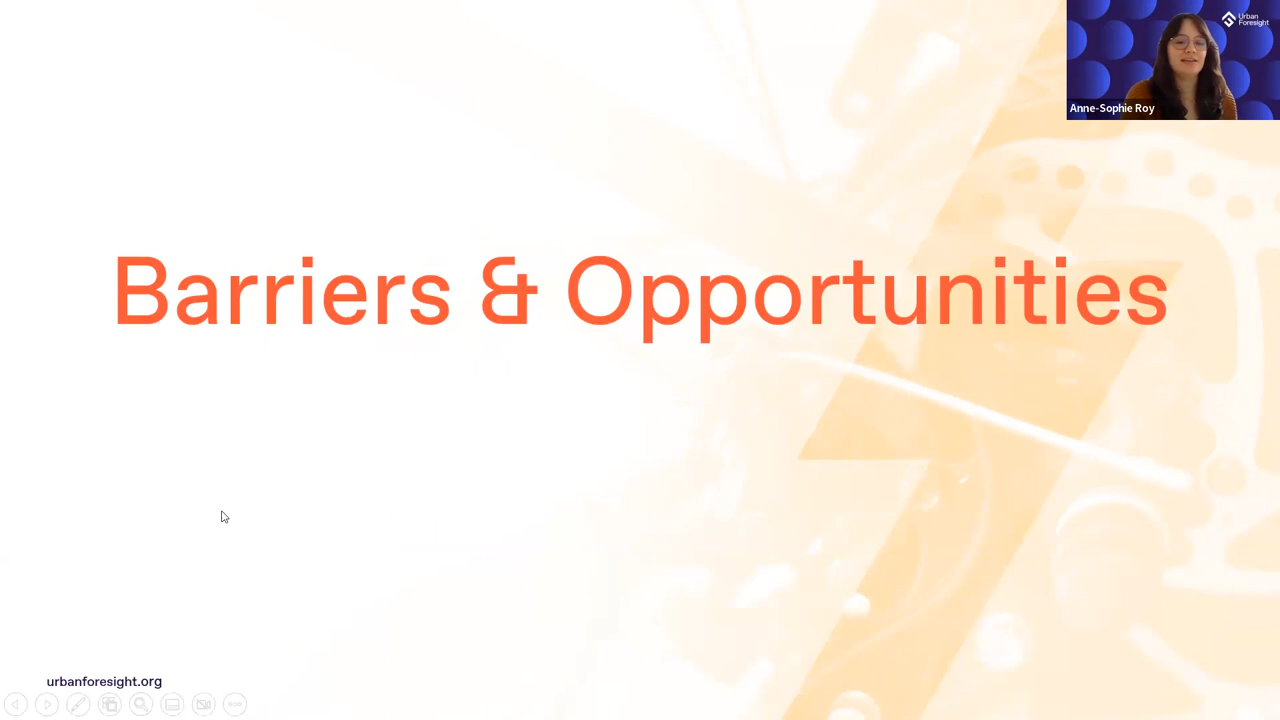 Urban
Foresight
Anne-Sophie Roy
Barriers & Opportunities
urbanforesight.org